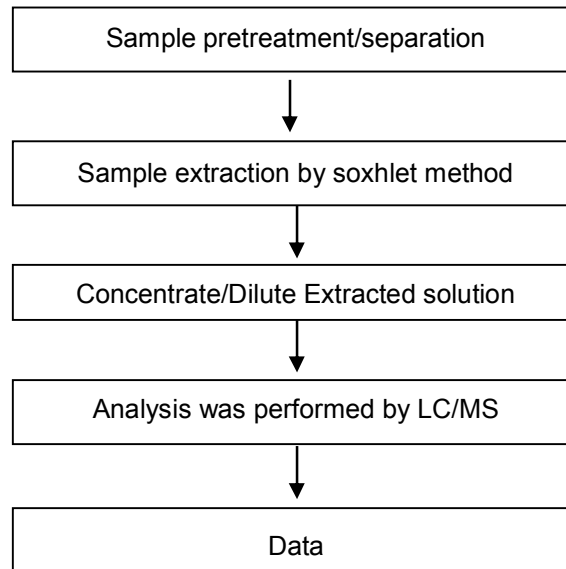 Sample pretreatment/separation
Sample extraction by soxhlet method
Concentrate/Dilute Extracted solution
Analysis was performed by LC/MS
Data